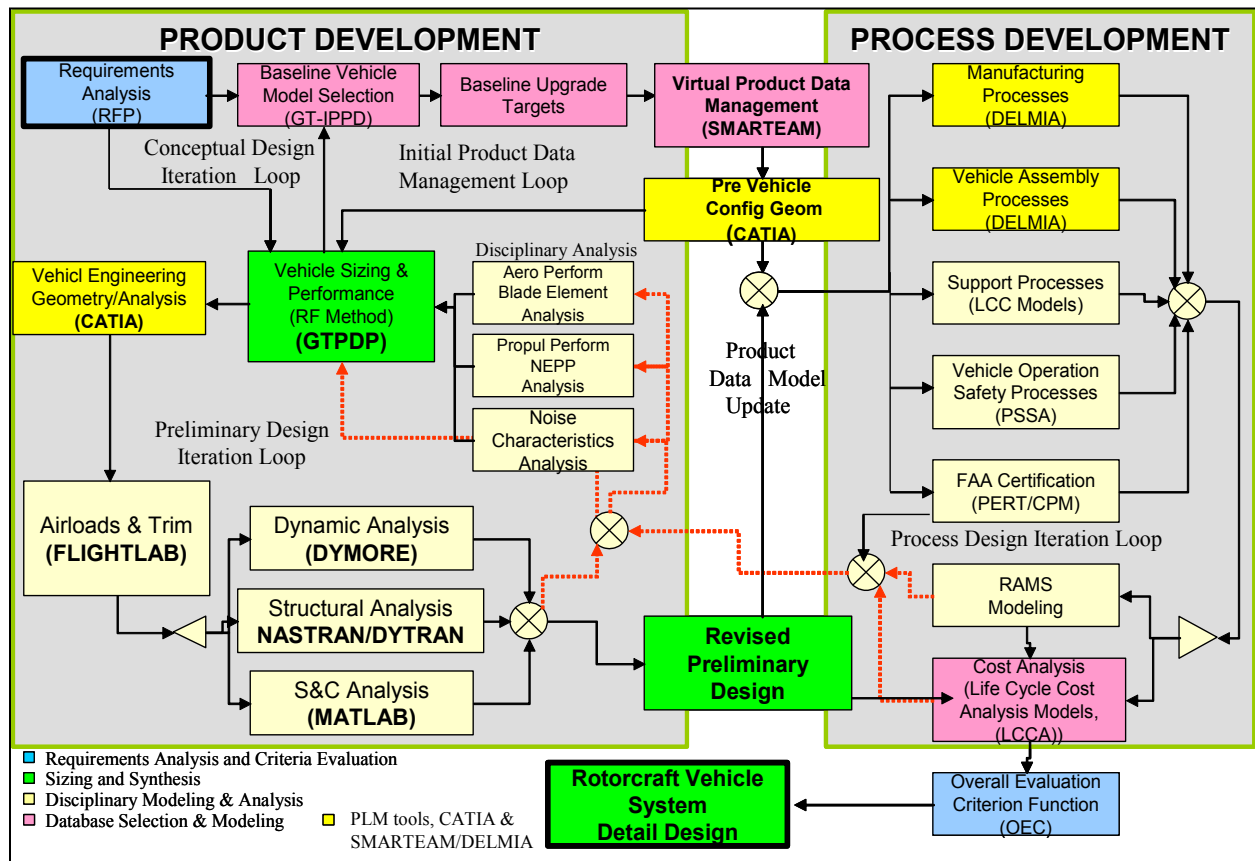 PRODUCT DEVELOPMENT
PROCESS DEVELOPMENT
Requirements
Analysis
(RFP)
Baseline Vehicle
Model Selection
(GT-IPPD)
Baseline Upgrade
Targets
Virtual Product Data
Management
(SMARTEAM)
Manufacturing
Processes
(DELMIA)
Conceptual Design
Iteration Loop
Initial Product Data
Management Loop
Pre Vehicle
Config Geom
(CATIA)
Vehicle Assembly
Processes
(DELMIA)
Vehicl Engineering
Geometry/Analysis
(CATIA)
Vehicle Sizing &
Performance
(RF Method)
(GTPDP)
Disciplinary Analysis
Aero Perform
Blade Element
Analysis
Propul Perform
NEPP
Analysis
Noise
Characteristics
Analysis
Support Processes
(LCC Models)
Product
Data Model
Update
Vehicle Operation
Safety Processes
(PSSA)
Preliminary Design
Iteration Loop
FAA Certification
(PERT/CPM)
Process Design Iteration Loop
Airloads & Trim
(FLIGHTLAB)
Dynamic Analysis
(DYMORE)
Structural Analysis
NASTRAN/DYTRAN
S&C Analysis
(MATLAB)
Revised
Preliminary
Design
RAMS
Modeling
Cost Analysis
(Life Cycle Cost
Analysis Models,
(LCCA))
Requirements Analysis and Criteria Evaluation
Sizing and Synthesis
Disciplinary Modeling & Analysis
Database Selection & Modeling
PLM tools, CATIA &
SMARTEAM/DELMIA
Rotorcraft Vehicle
System
Detail Design
Overall Evaluation
Criterion Function
(OEC)